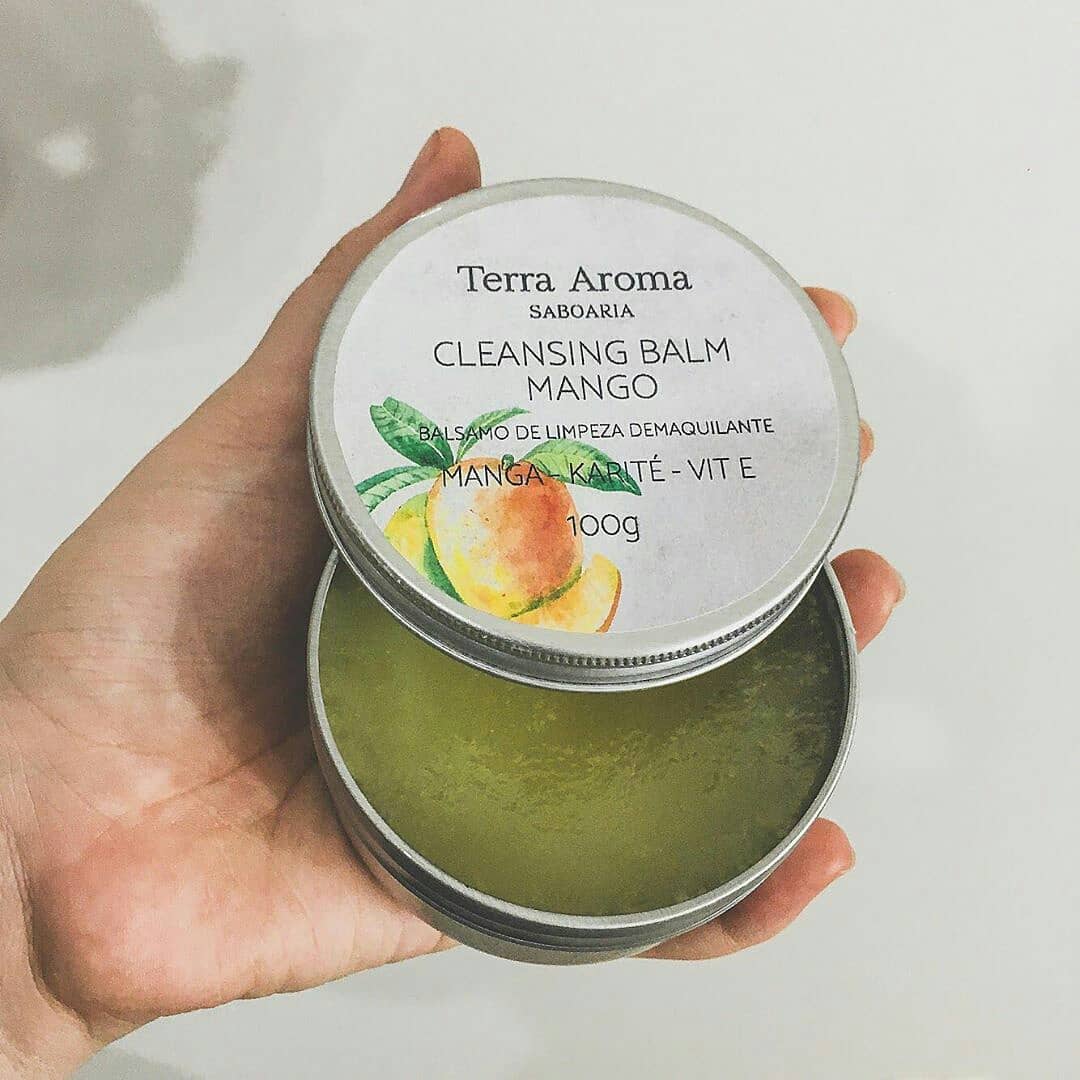 Terra Aroma
SABOARIA
CLEANSING BALM
MANGO
BALSAMO DE LIMPEZA DEMAQUILANTE
MANGA - KARITÉ - VIT E
100g